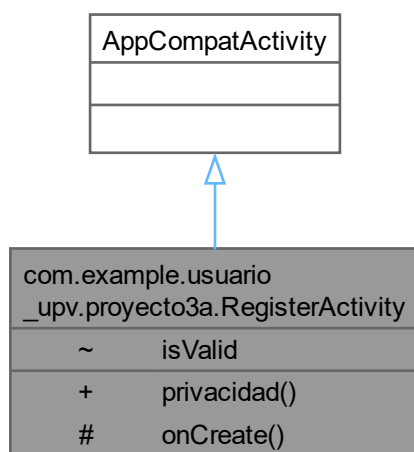 AppCompatActivity
com.example.usuario
_upv.proyecto3a.RegisterActivity
~ isValid
+ privacidad()
# onCreate()